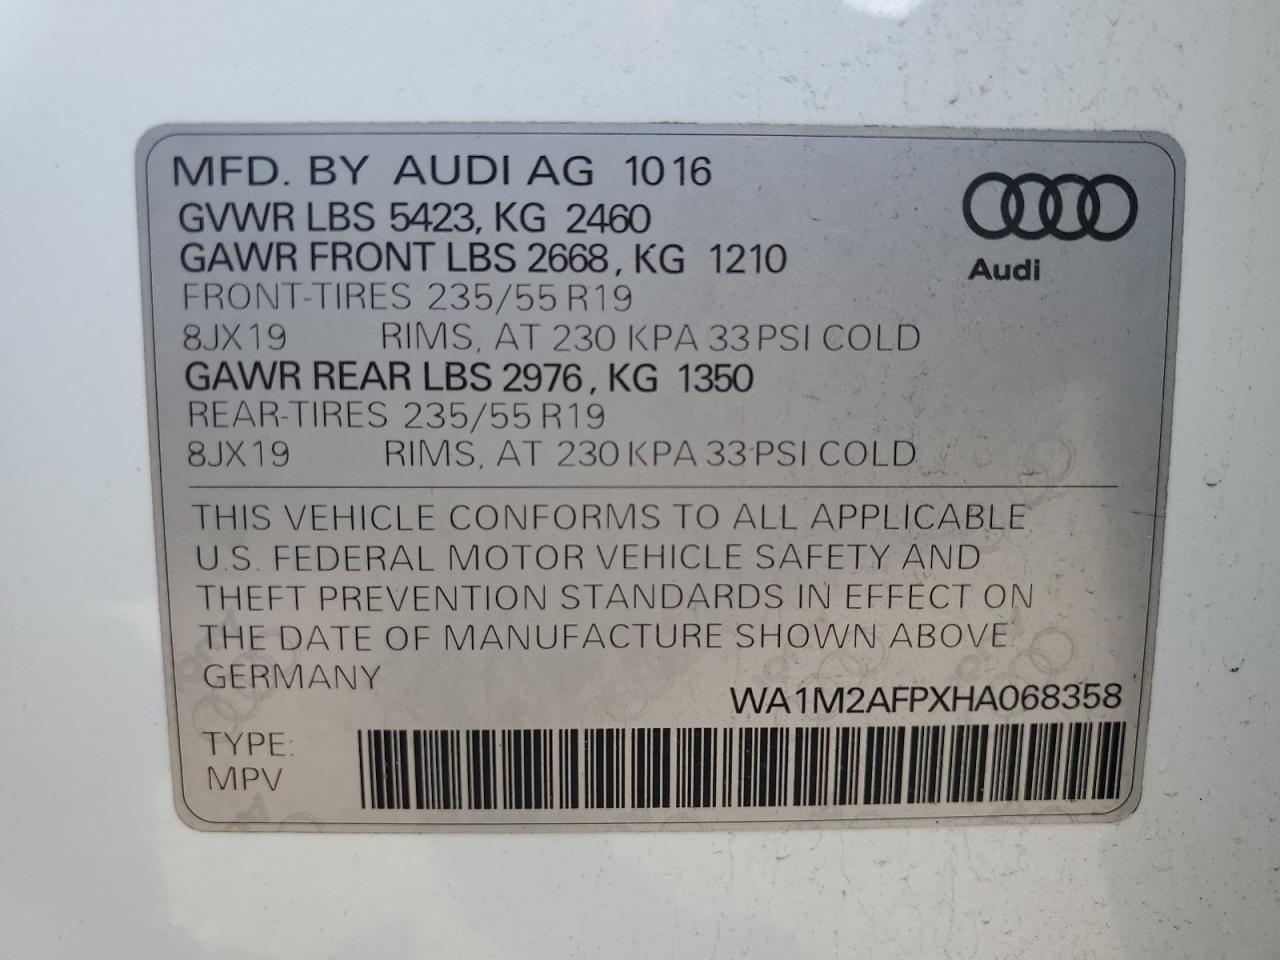 MFD. BY AUDI AG 10 16
GVWR LBS 5423, KG 2460
GAWR FRONT LBS 2668, KG 1210
FRONT-TIRES 235/55 R19
8JX19 RIMS, AT 230 KPA 33 PSI COLD
GAWR REAR LBS 2976, KG 1350
REAR-TIRES 235/55 R19
8JX19 RIMS, AT 230 KPA 33 PSI COLD
Audi
THIS VEHICLE CONFORMS TO ALL APPLICABLE
U.S. FEDERAL MOTOR VEHICLE SAFETY AND
THEFT PREVENTION STANDARDS IN EFFECT ON
THE DATE OF MANUFACTURE SHOWN ABOVE.
GERMANY
WA1M2AFPXHA068358
TYPE:
MPV